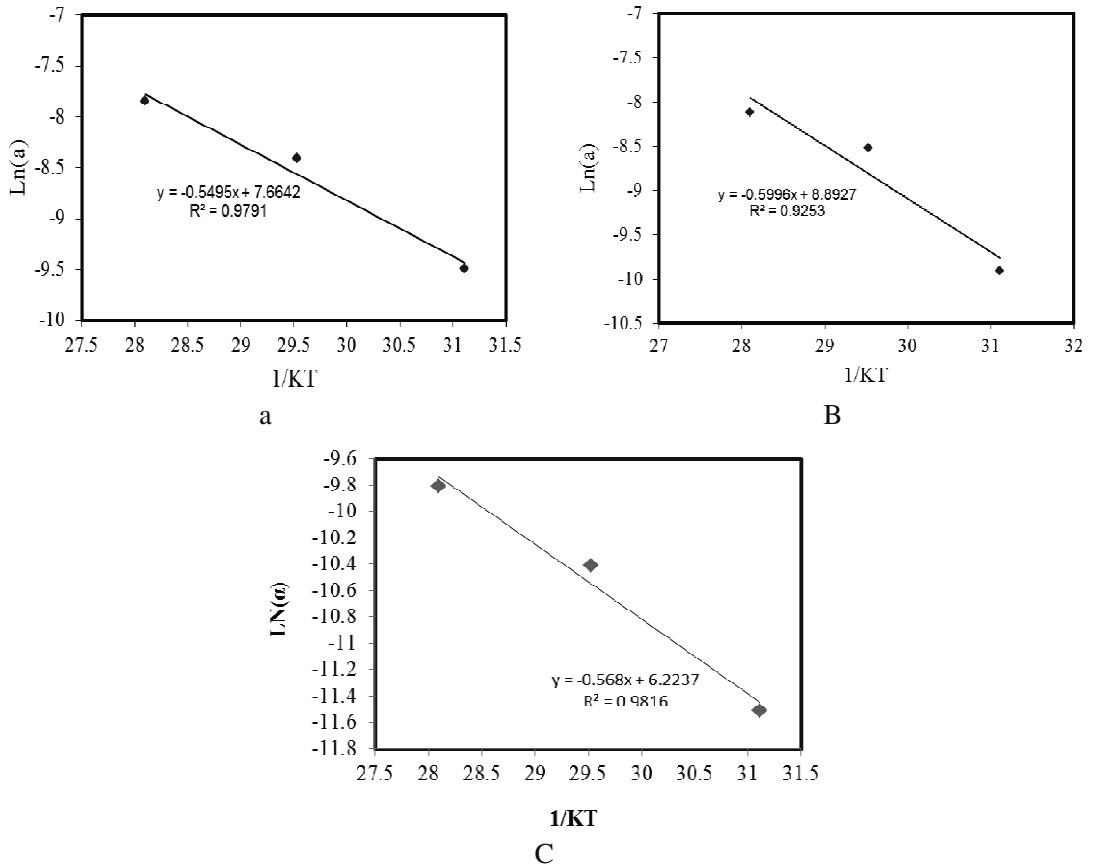 -7
-7.5
-8
-8.5
-9
-9.5
-10
Ln(a)
y = -0.5495x + 7.6642
R² = 0.9791
27.5 28 28.5 29 29.5 30 30.5 31 31.5
1/KT
a
-7
-7.5
-8
-8.5
-9
-9.5
-10
-10.5
Ln(a)
y = -0.5996x + 8.8927
R² = 0.9253
27 28 29 30 31 32
1/KT
B
-9.6
-9.8
-10
-10.2
-10.4
-10.6
-10.8
-11
-11.2
-11.4
-11.6
-11.8
LN(α)
y = -0.568x + 6.2237
R² = 0.9816
27.5 28 28.5 29 29.5 30 30.5 31 31.5
1/KT
C